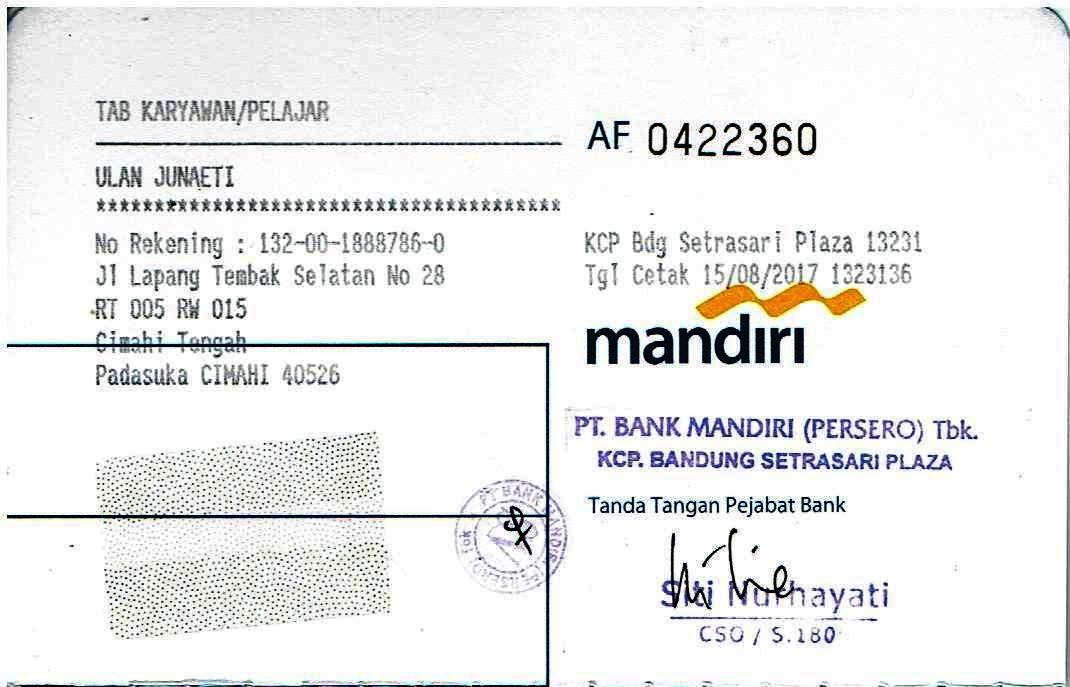 TAB KARYAWAN/PELAJAR
ULAN JUNAETI
****************************************
No Rekening : 132-00-1888786-0
Jl Lapang Tembak Selatan No 28
RT 005 RW 015
Cimahi Tengah
Padasuka CIMAHI 40526
AF 0422360
KCP Bdg Setrasari Plaza 13231
Tgl Cetak 15/08/2017 1323136
mandiri
PT. BANK MANDIRI (PERSERO) Tbk.
KCP. BANDUNG SETRASARI PLAZA
Tanda Tangan Pejabat Bank
Siti Nurhayati
CSO / S.180
PT BANK MANDIRI (PERSERO) Tbk